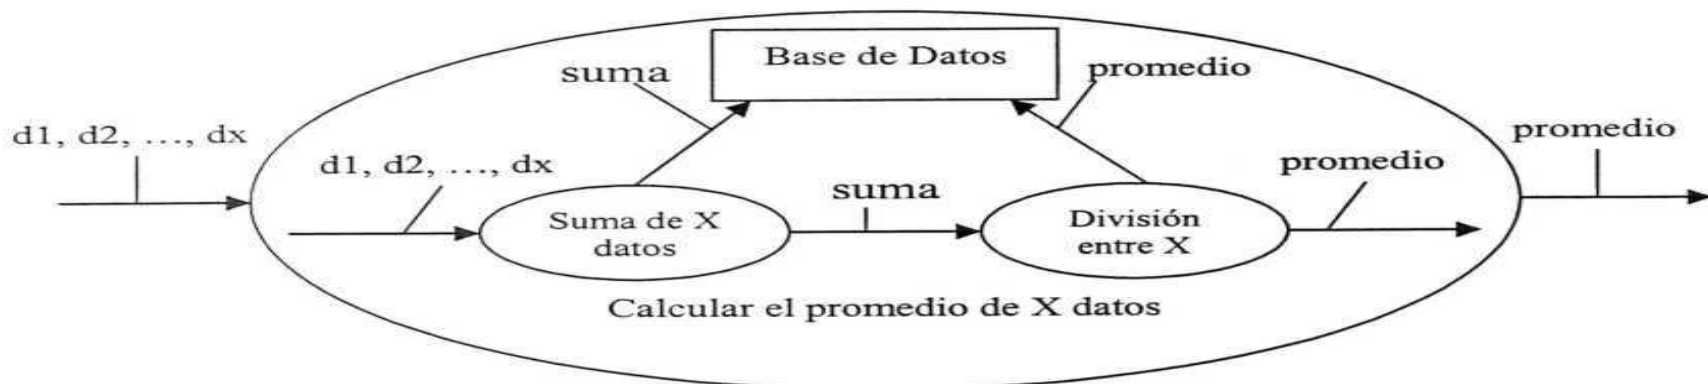 Base de Datos
suma
promedio
d1, d2, ..., dx
promedio
d1, d2, ..., dx
promedio
suma
Suma de X
datos
División
entre X
Calcular el promedio de X datos